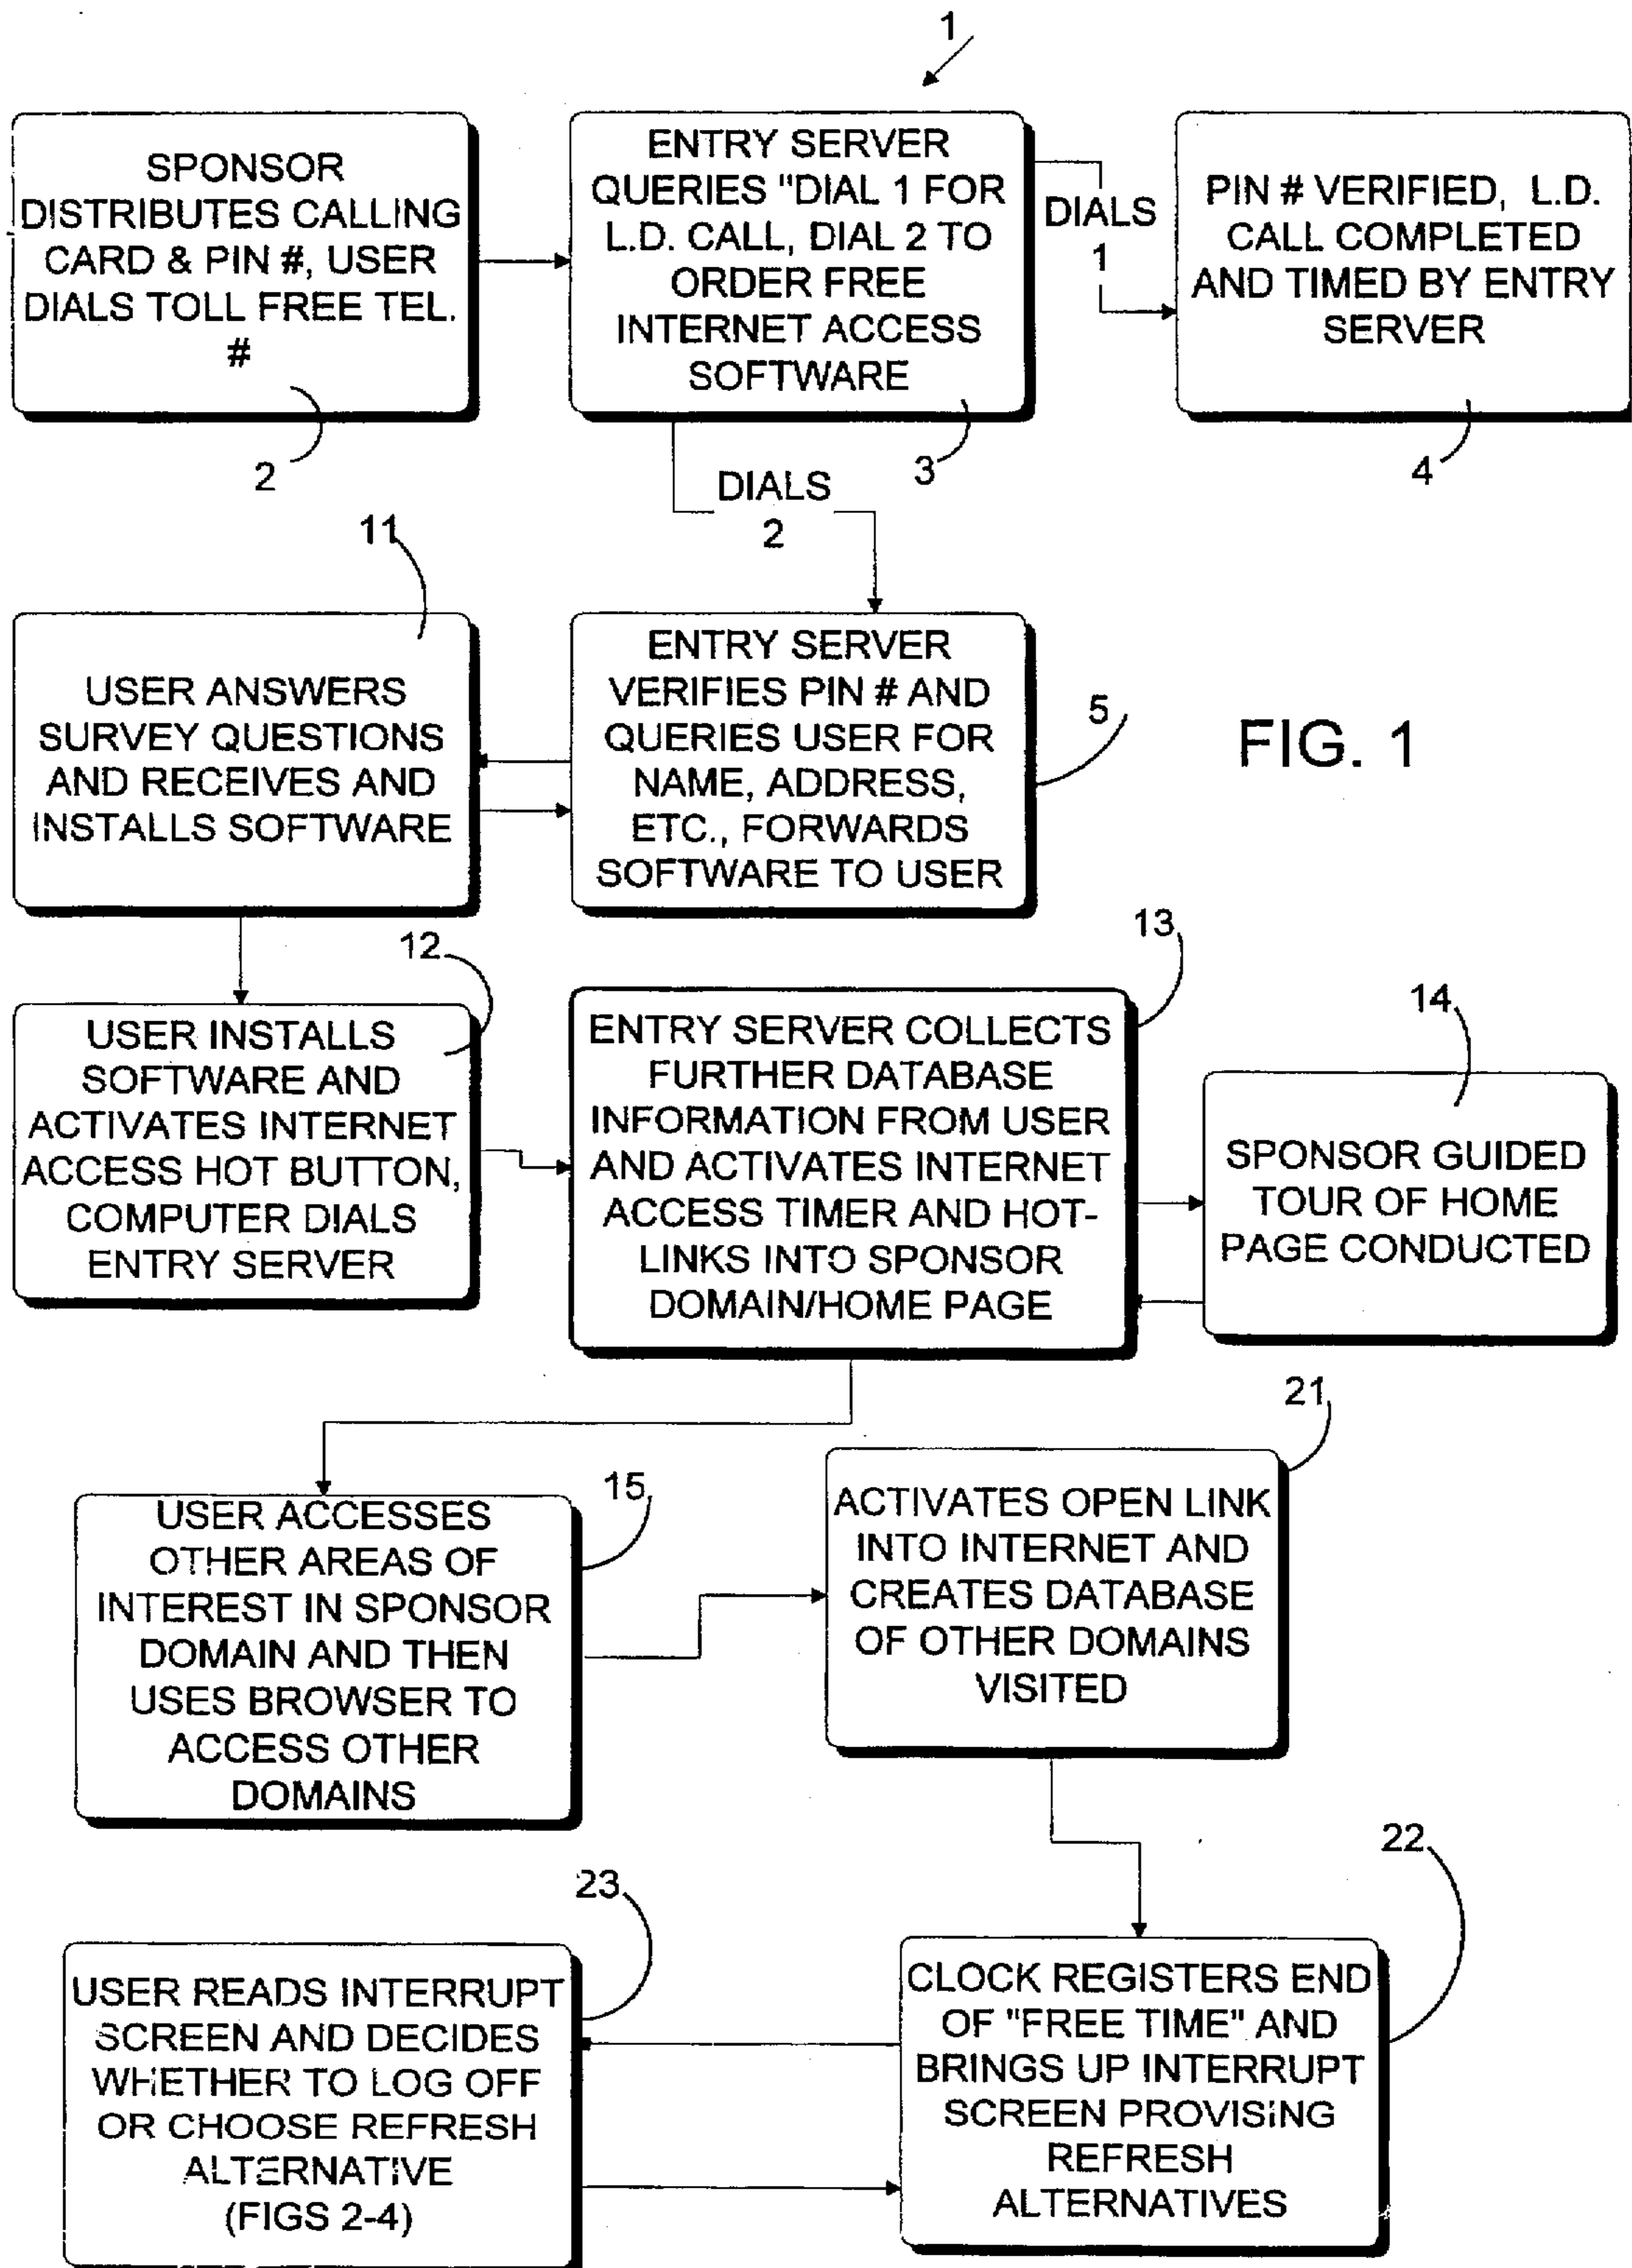 1
SPONSOR
DISTRIBUTES CALLING
CARD & PIN #, USER
DIALS TOLL FREE TEL.
#
2
ENTRY SERVER
QUERIES "DIAL 1 FOR
L.D. CALL, DIAL 2 TO
ORDER FREE
INTERNET ACCESS
SOFTWARE
3
DIALS
1
PIN # VERIFIED, L.D.
CALL COMPLETED
AND TIMED BY ENTRY
SERVER
4
DIALS
2
11
USER ANSWERS
SURVEY QUESTIONS
AND RECEIVES AND
INSTALLS SOFTWARE
ENTRY SERVER
VERIFIES PIN # AND
QUERIES USER FOR
NAME, ADDRESS,
ETC., FORWARDS
SOFTWARE TO USER
5
FIG. 1
12
USER INSTALLS
SOFTWARE AND
ACTIVATES INTERNET
ACCESS HOT BUTTON,
COMPUTER DIALS
ENTRY SERVER
13
ENTRY SERVER COLLECTS
FURTHER DATABASE
INFORMATION FROM USER
AND ACTIVATES INTERNET
ACCESS TIMER AND HOT-
LINKS INTO SPONSOR
DOMAIN/HOME PAGE
14
SPONSOR GUIDED
TOUR OF HOME
PAGE CONDUCTED
15
USER ACCESSES
OTHER AREAS OF
INTEREST IN SPONSOR
DOMAIN AND THEN
USES BROWSER TO
ACCESS OTHER
DOMAINS
21
ACTIVATES OPEN LINK
INTO INTERNET AND
CREATES DATABASE
OF OTHER DOMAINS
VISITED
23
USER READS INTERRUPT
SCREEN AND DECIDES
WHETHER TO LOG OFF
OR CHOOSE REFRESH
ALTERNATIVE
(FIGS 2-4)
22
CLOCK REGISTERS END
OF "FREE TIME" AND
BRINGS UP INTERRUPT
SCREEN PROVISING
REFRESH
ALTERNATIVES